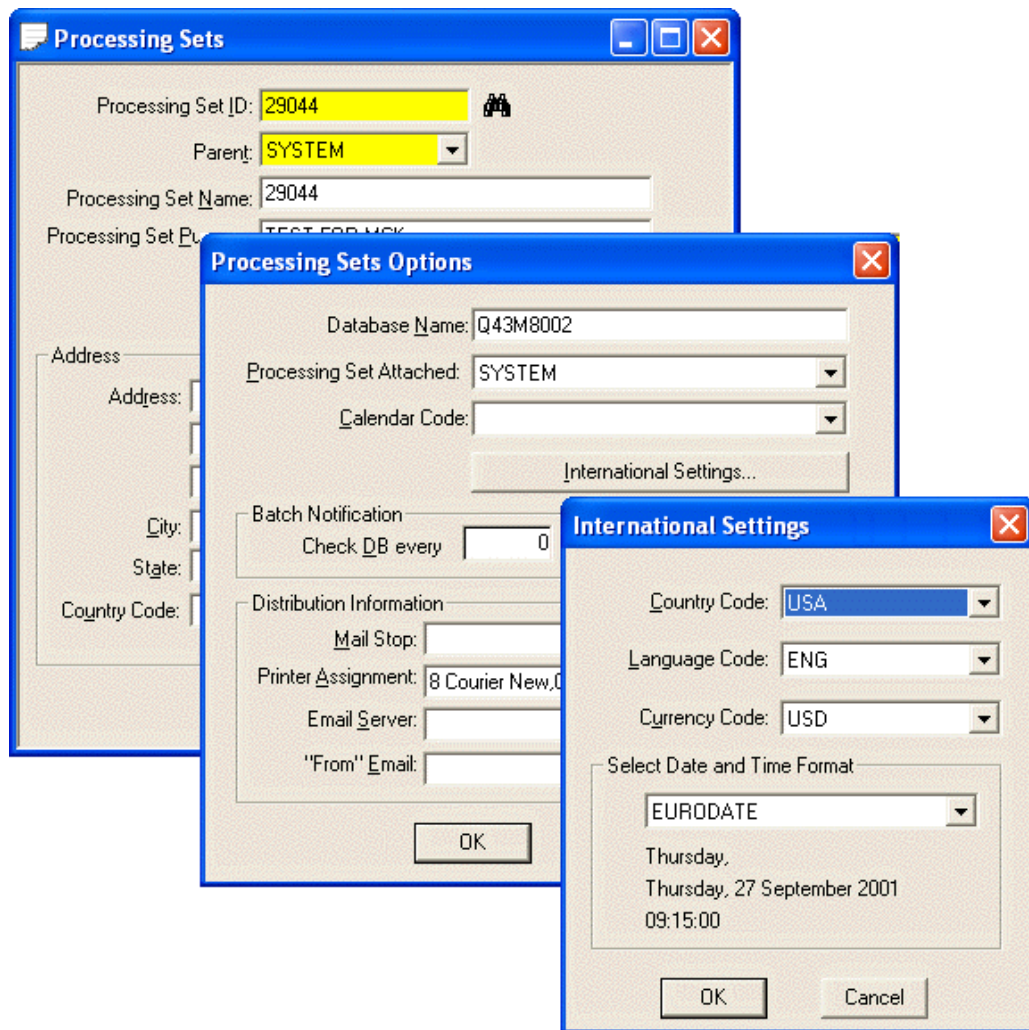 Processing Sets
Processing Set ID: 29044
Parent: SYSTEM
Processing Set Name: 29044
Processing Set Pu
Address
Address:
City:
State:
Country Code:
Processing Sets Options
Database Name: Q43M8002
Processing Set Attached: SYSTEM
Calendar Code:
International Settings...
Batch Notification
Check DB every 0
Distribution Information
Mail Stop:
Printer Assignment: 8 Courier New,
Email Server:
"From" Email:
OK
International Settings
Country Code: USA
Language Code: ENG
Currency Code: USD
Select Date and Time Format
EURODATE
Thursday,
Thursday, 27 September 2001
09:15:00
OK Cancel